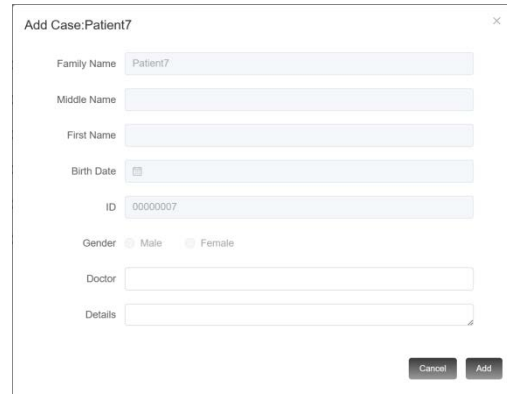 Add Case:Patient7
Family Name Patient7
Middle Name
First Name
Birth Date
ID 00000007
Gender Male Female
Doctor
Details
Cancel Add